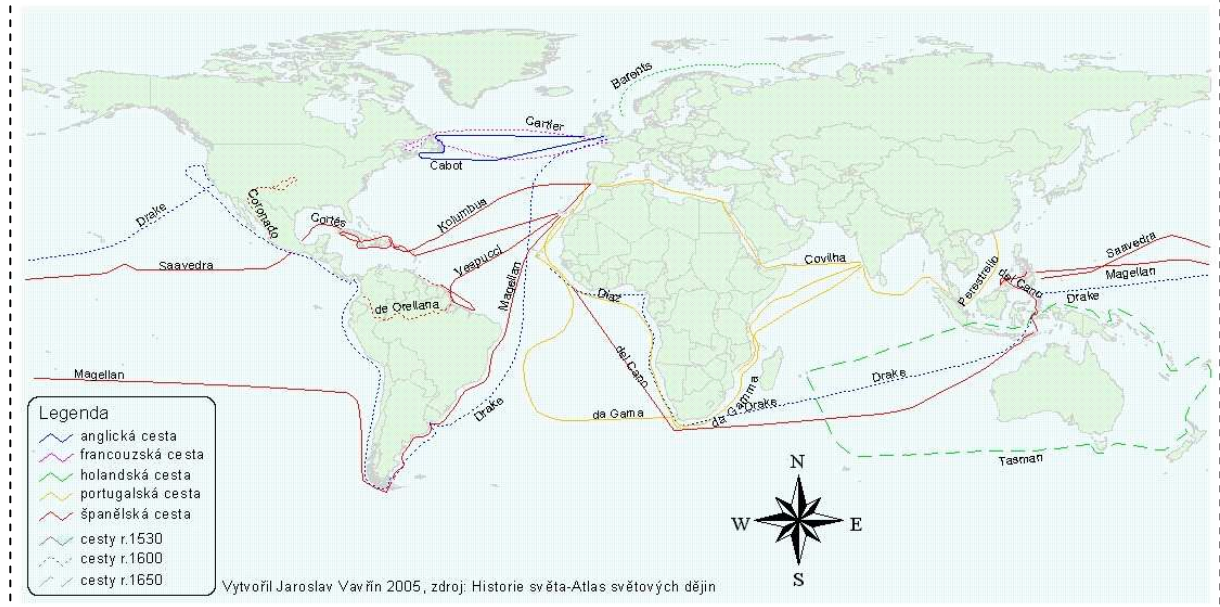 Barents
Cartier
Cabot
Drake
Coronado
Cortés
Kolumbus
Saavedra
Vespucci
Magellan
de Orellana
Diaz
Covilha
Perestrello
del Cano
Saavedra
Magellan
Drake
del Cano
Magellan
Drake
da Gama
da Gamma
Drake
Drake
Tasman
Legenda
anglická cesta
francouzská cesta
holandská cesta
portugalská cesta
španělská cesta
cesty r.1530
cesty r.1600
cesty r.1650
N
W E
S
Vytvořil Jaroslav Vavřín 2005, zdroj: Historie světa-Atlas světových dějin